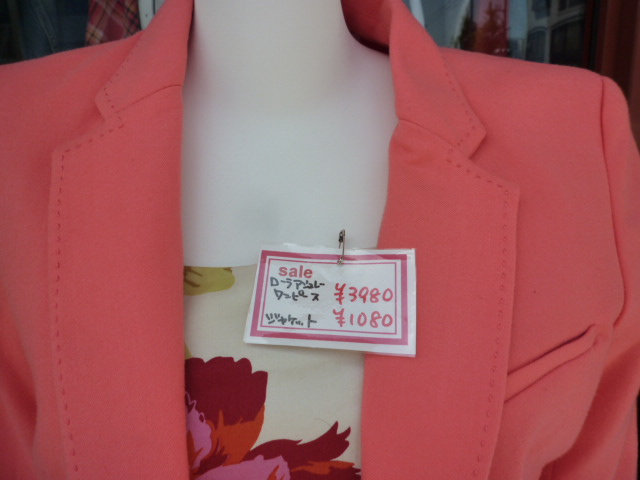 sale
ローラアシュレー
ワンピース ¥3980
ジャケット ¥1080